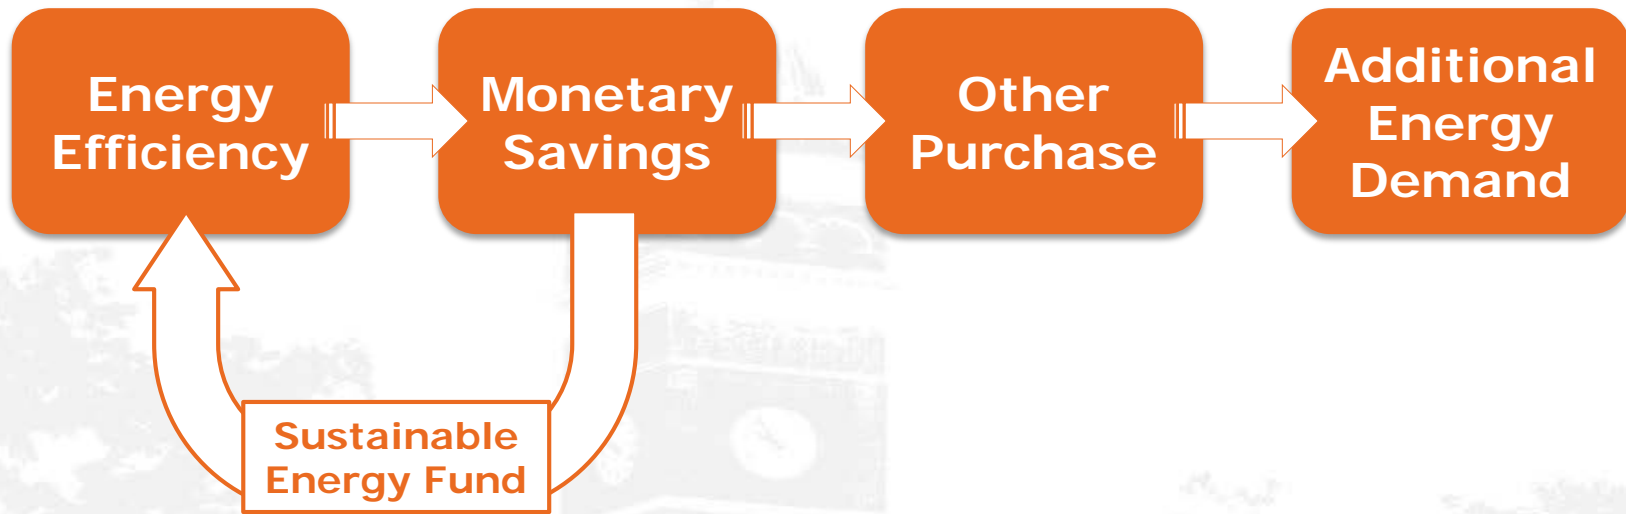 Energy
Efficiency
Monetary
Savings
Other
Purchase
Additional
Energy
Demand
Sustainable
Energy Fund